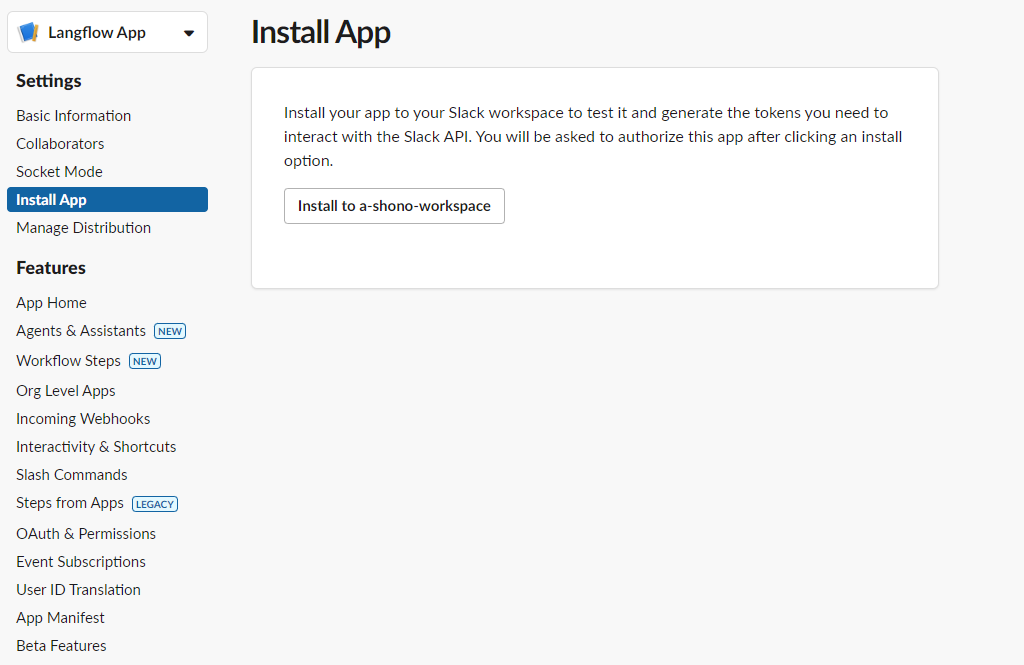 Langflow App
Settings
Basic Information
Collaborators
Socket Mode
Install App
Manage Distribution
Features
App Home
Agents & Assistants NEW
Workflow Steps NEW
Org Level Apps
Incoming Webhooks
Interactivity & Shortcuts
Slash Commands
Steps from Apps LEGACY
OAuth & Permissions
Event Subscriptions
User ID Translation
App Manifest
Beta Features
Install App
Install your app to your Slack workspace to test it and generate the tokens you need to
interact with the Slack API. You will be asked to authorize this app after clicking an install
option.
Install to a-shono-workspace